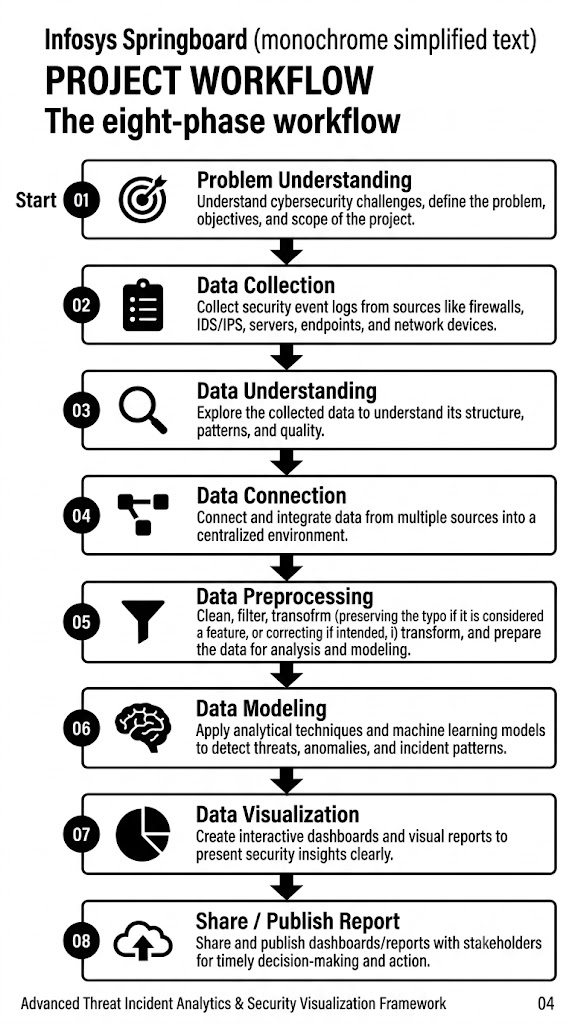 Infosys Springboard (monochrome simplified text)
PROJECT WORKFLOW
The eight-phase workflow
Start 01
Problem Understanding
Understand cybersecurity challenges, define the problem,
objectives, and scope of the project.
02
Data Collection
Collect security event logs from sources like firewalls,
IDS/IPS, servers, endpoints, and network devices.
03
Data Understanding
Explore the collected data to understand its structure,
patterns, and quality.
04
Data Connection
Connect and integrate data from multiple sources into a
centralized environment.
05
Data Preprocessing
Clean, filter, transofrm (preserving the typo if it is considered
a feature, or correcting if intended, i) transform, and prepare
the data for analysis and modeling.
06
Data Modeling
Apply analytical techniques and machine learning models
to detect threats, anomalies, and incident patterns.
07
Data Visualization
Create interactive dashboards and visual reports to
present security insights clearly.
08
Share / Publish Report
Share and publish dashboards/reports with stakeholders
for timely decision-making and action.
Advanced Threat Incident Analytics & Security Visualization Framework 04